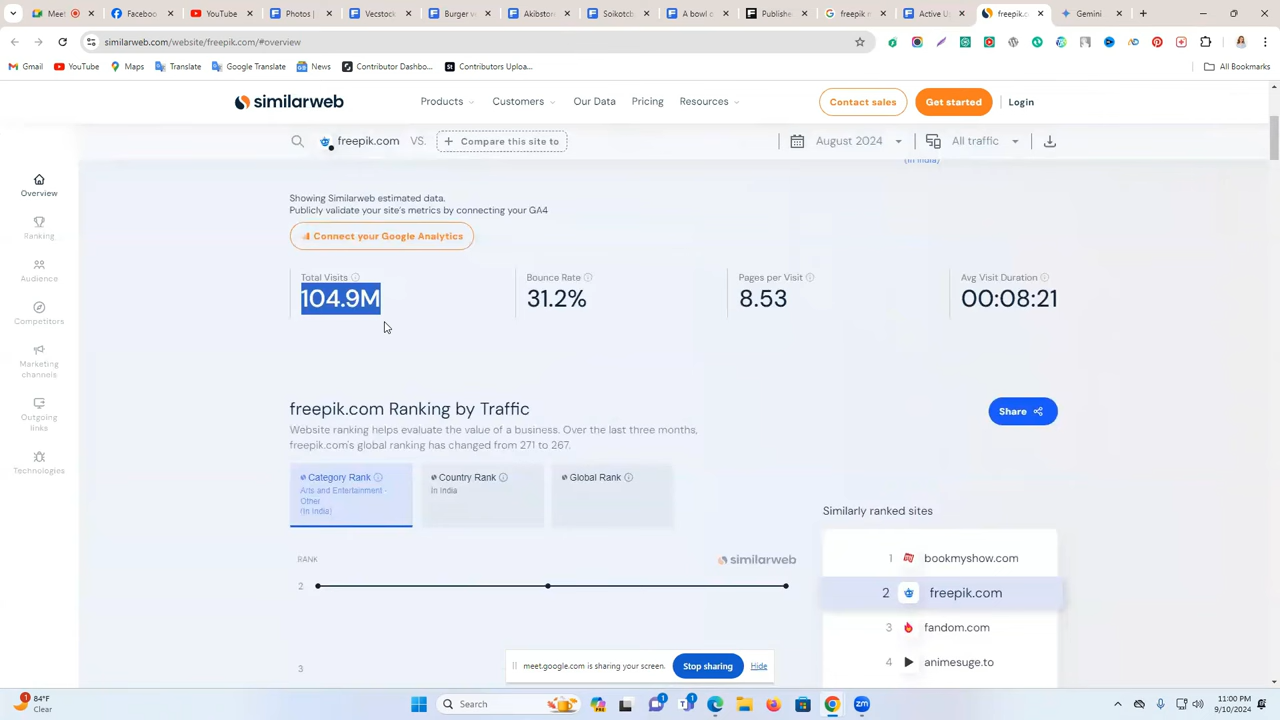 Meet
Facebook
YouTube
Similar
Vector
Burger v
Akibstor
Saikotch
A bowl o
Publishe
freepik r
Active U
freepik.c
Gemini
similarweb.com/website/freepik.com/#overview
Gmail
YouTube
Maps
Translate
Google Translate
News
Contributor Dashbo...
Contributors Uploa...
All Bookmarks
similarweb
Products
Customers
Our Data
Pricing
Resources
Contact sales
Get started
Login
freepik.com VS. + Compare this site to
August 2024
All traffic
(In India)
Overview
Ranking
Audience
Competitors
Marketing
channels
Outgoing
links
Technologies
Showing Similarweb estimated data.
Publicly validate your site's metrics by connecting your GA4
Connect your Google Analytics
Total Visits
104.9M
Bounce Rate
31.2%
Pages per Visit
8.53
Avg Visit Duration
00:08:21
freepik.com Ranking by Traffic
Website ranking helps evaluate the value of a business. Over the last three months,
freepik.com's global ranking has changed from 271 to 267.
Share
Category Rank
Arts and Entertainment -
Other
(In India)
Country Rank
In India
Global Rank
RANK
similarweb
2
3
Similarly ranked sites
1 bookmyshow.com
2 freepik.com
3 fandom.com
4 animesuge.to
meet.google.com is sharing your screen.
Stop sharing
Hide
84°F
Clear
Search
11:00 PM
9/10/2024